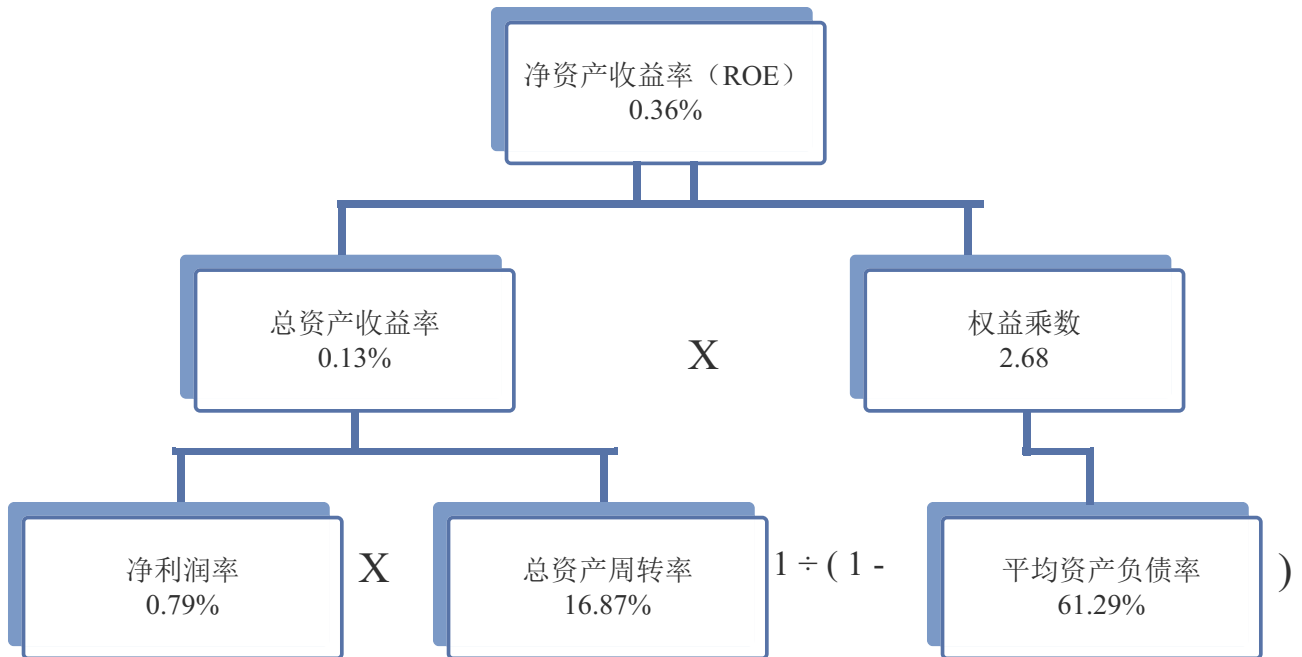 净资产收益率（ROE）
0.36%
总资产收益率
0.13%
X
权益乘数
2.68
净利润率
0.79%
X
总资产周转率
16.87%
1 ÷ ( 1 -
平均资产负债率
61.29%
)